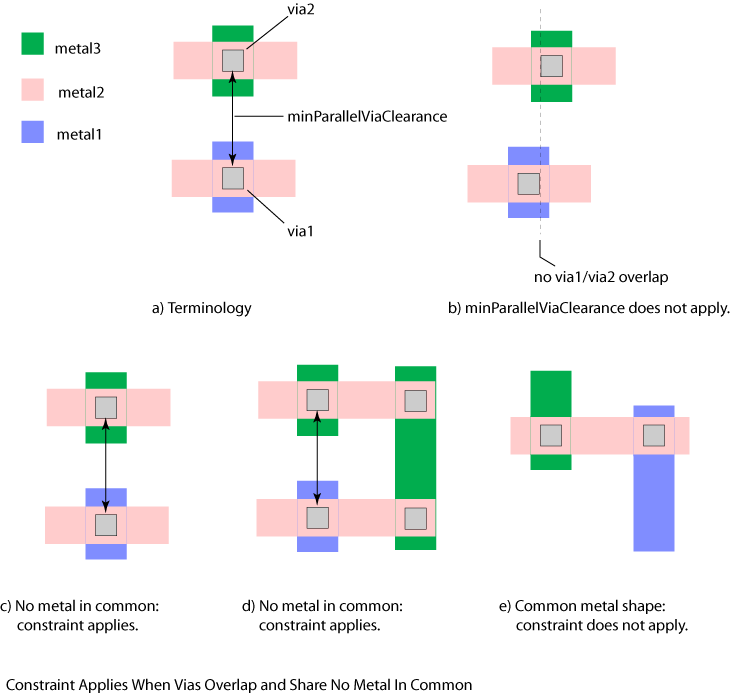 via2
metal3
metal2
metal1
minParallelViaClearance
via1
no via1/via2 overlap
a) Terminology
b) minParallelViaClearance does not apply.
c) No metal in common:
constraint applies.
d) No metal in common:
constraint applies.
e) Common metal shape:
constraint does not apply.
Constraint Applies When Vias Overlap and Share No Metal In Common